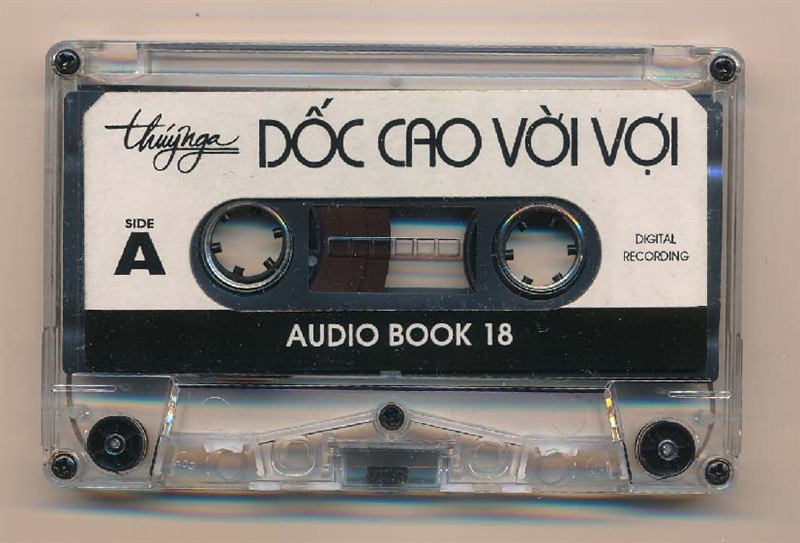 thúynga
DỐC CAO VỜI VỢI
SIDE
A
DIGITAL
RECORDING
AUDIO BOOK 18